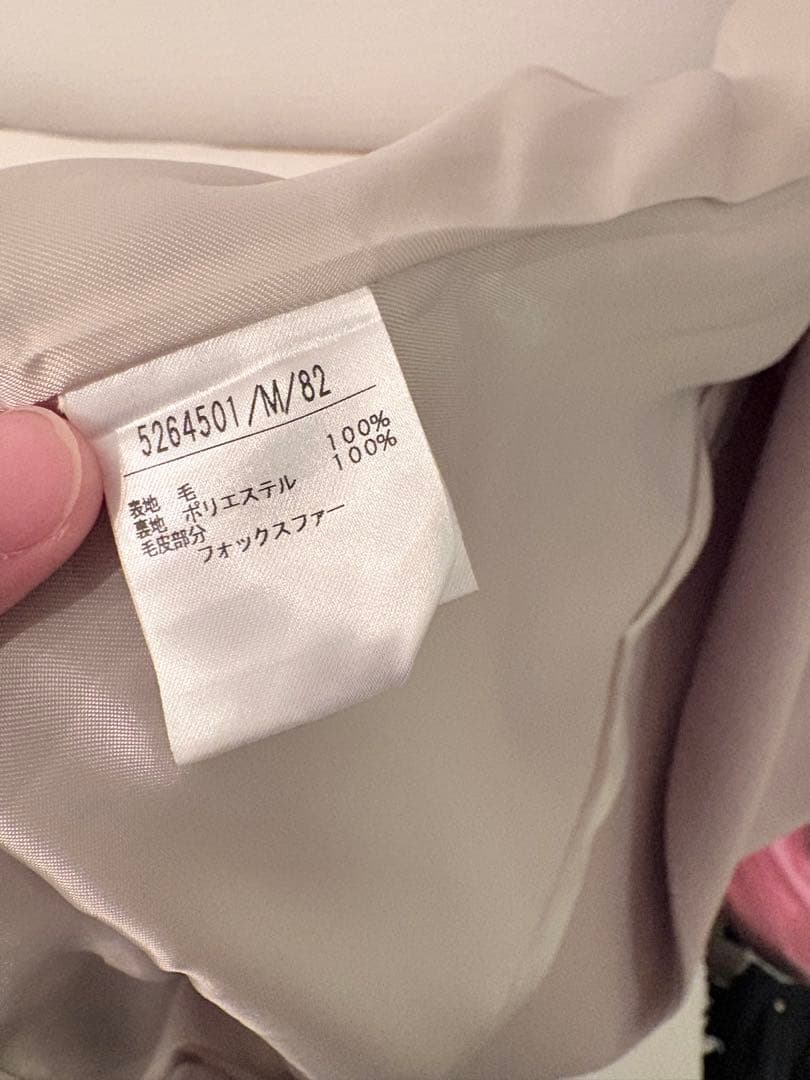 5264501/M/82
表地 毛 100%
裏地 ポリエステル 100%
毛皮部分
フォックスファー